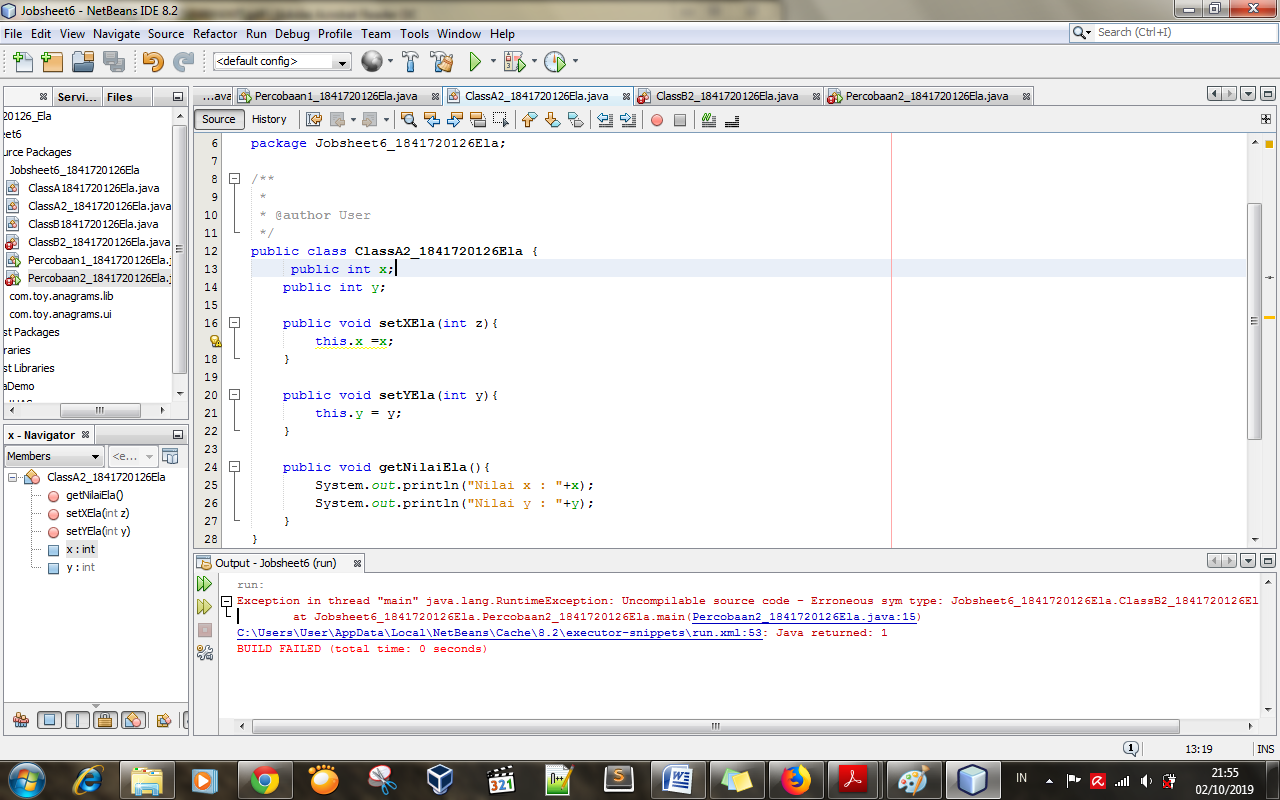 Jobsheet6 - NetBeans IDE 8.2
File Edit View Navigate Source Refactor Run Debug Profile Team Tools Window Help
Search (Ctrl+I)
<default config>
Servi... Files
...ava Percobaan1_1841720126Ela.java ClassA2_1841720126Ela.java ClassB2_1841720126Ela.java Percobaan2_1841720126Ela.java
Source History
20126_Ela
eet6
urce Packages
Jobsheet6_1841720126Ela
ClassA1841720126Ela.java
ClassA2_1841720126Ela.java
ClassB1841720126Ela.java
ClassB2_1841720126Ela.java
Percobaan1_1841720126Ela.j
Percobaan2_1841720126Ela.j
com.toy.anagrams.lib
com.toy.anagrams.ui
st Packages
raries
st Libraries
aDemo
6 package Jobsheet6_1841720126Ela;
7
8 /**
9 *
10 * @author User
11 */
12 public class ClassA2_1841720126Ela {
13 public int x;
14 public int y;
15
16 public void setXEla(int z){
this.x =x;
18 }
19
20 public void setYEla(int y){
21 this.y = y;
22 }
23
24 public void getNilaiEla(){
25 System.out.println("Nilai x : "+x);
26 System.out.println("Nilai y : "+y);
27 }
28 }
x - Navigator
Members <e...
ClassA2_1841720126Ela
getNilaiEla()
setXEla(int z)
setYEla(int y)
x : int
y : int
Output - Jobsheet6 (run)
run:
Exception in thread "main" java.lang.RuntimeException: Uncompilable source code - Erroneous sym type: Jobsheet6_1841720126Ela.ClassB2_1841720126El
at Jobsheet6_1841720126Ela.Percobaan2_1841720126Ela.main(Percobaan2_1841720126Ela.java:15)
C:\Users\User\AppData\Local\NetBeans\Cache\8.2\executor-snippets\run.xml:53: Java returned: 1
BUILD FAILED (total time: 0 seconds)
1 13:19 INS
321
IN
21:55
02/10/2019